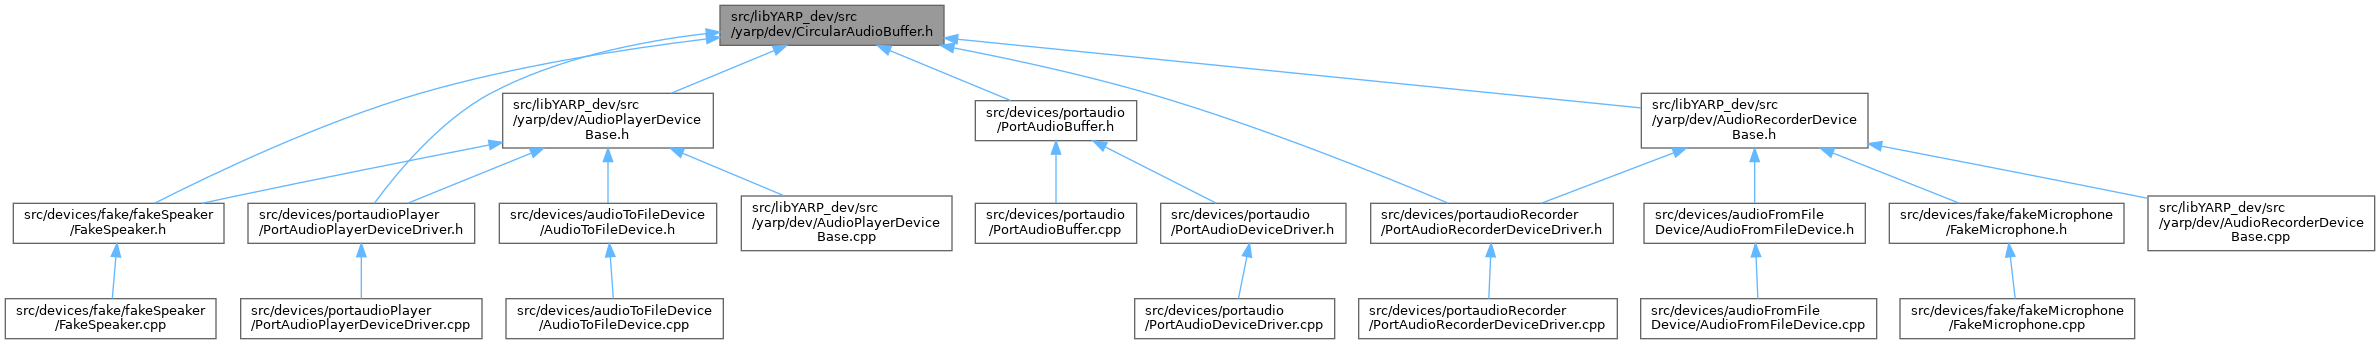 src/libYARP_dev/src
/yarp/dev/CircularAudioBuffer.h
src/libYARP_dev/src
/yarp/dev/AudioPlayerDevice
Base.h
src/devices/portaudio
/PortAudioBuffer.h
src/libYARP_dev/src
/yarp/dev/AudioRecorderDevice
Base.h
src/devices/fake/fakeSpeaker
/FakeSpeaker.h
src/devices/portaudioPlayer
/PortAudioPlayerDeviceDriver.h
src/devices/audioToFileDevice
/AudioToFileDevice.h
src/libYARP_dev/src
/yarp/dev/AudioPlayerDevice
Base.cpp
src/devices/portaudio
/PortAudioBuffer.cpp
src/devices/portaudio
/PortAudioDeviceDriver.h
src/devices/portaudioRecorder
/PortAudioRecorderDeviceDriver.h
src/devices/audioFromFile
Device/AudioFromFileDevice.h
src/devices/fake/fakeMicrophone
/FakeMicrophone.h
src/libYARP_dev/src
/yarp/dev/AudioRecorderDevice
Base.cpp
src/devices/fake/fakeSpeaker
/FakeSpeaker.cpp
src/devices/portaudioPlayer
/PortAudioPlayerDeviceDriver.cpp
src/devices/audioToFileDevice
/AudioToFileDevice.cpp
src/devices/portaudio
/PortAudioDeviceDriver.cpp
src/devices/portaudioRecorder
/PortAudioRecorderDeviceDriver.cpp
src/devices/audioFromFile
Device/AudioFromFileDevice.cpp
src/devices/fake/fakeMicrophone
/FakeMicrophone.cpp